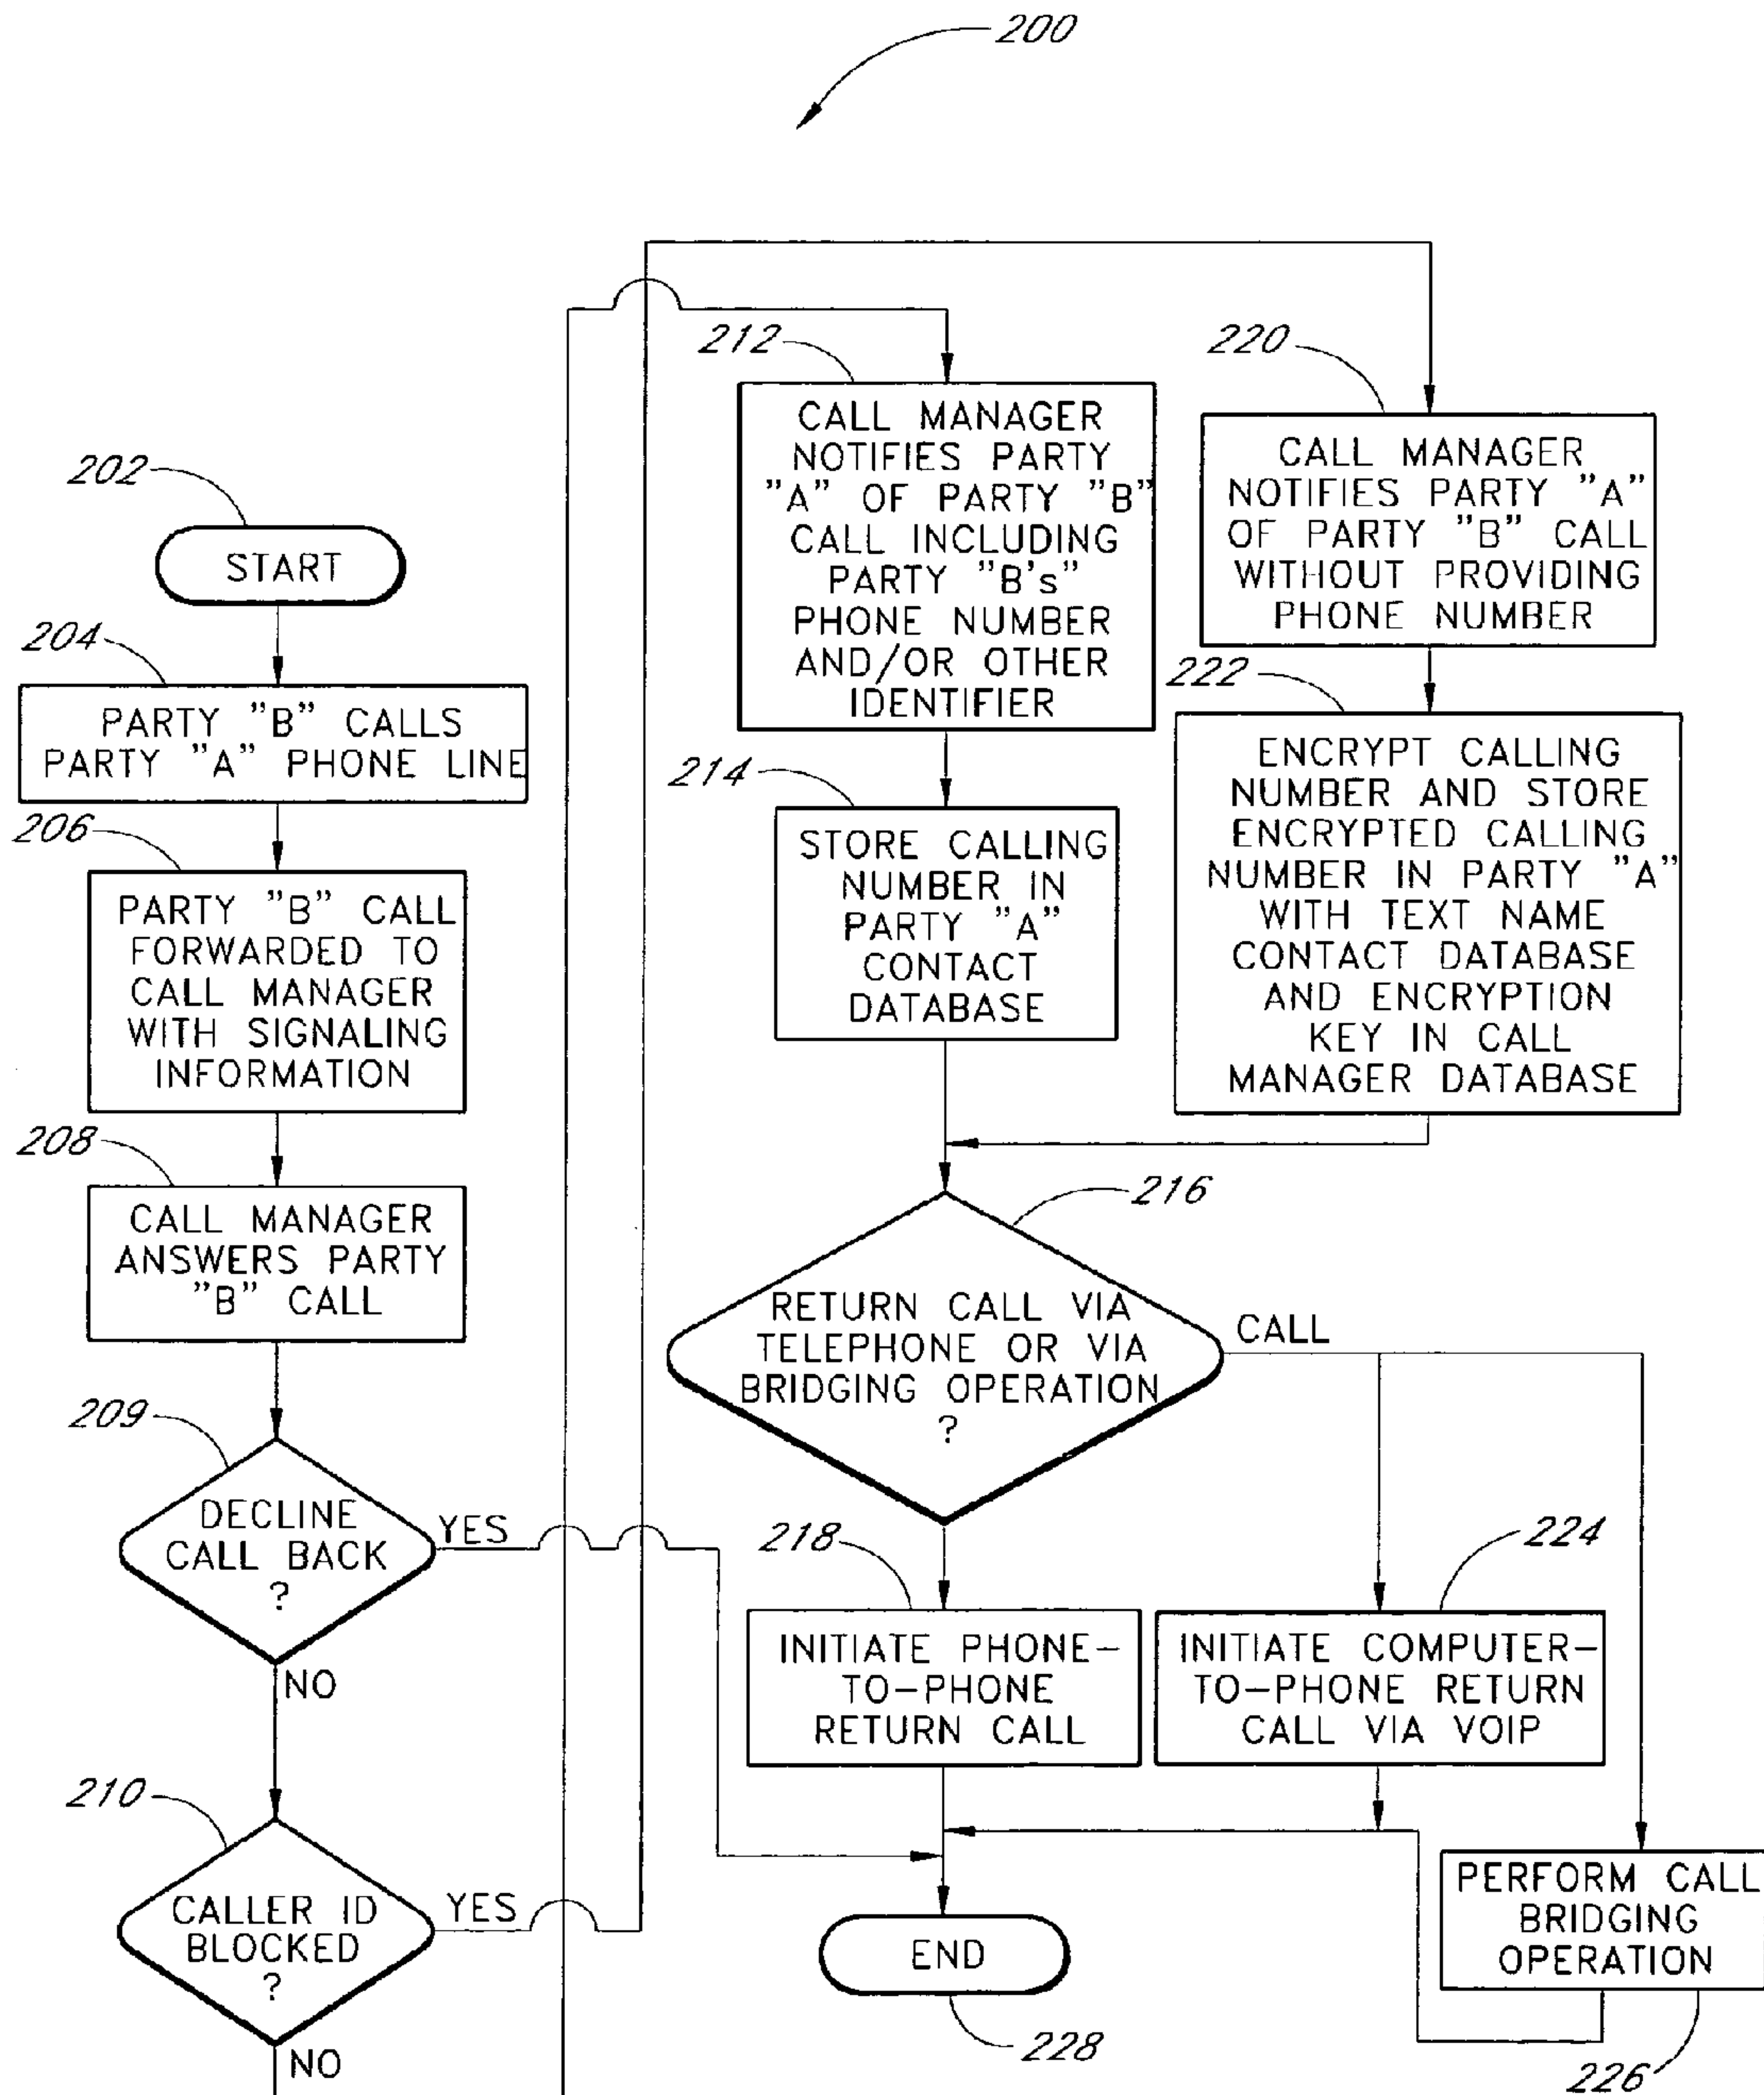 200
202
START
204
PARTY "B" CALLS
PARTY "A" PHONE LINE
206
PARTY "B" CALL
FORWARDED TO
CALL MANAGER
WITH SIGNALING
INFORMATION
208
CALL MANAGER
ANSWERS PARTY
"B" CALL
209
DECLINE
CALL BACK
?
YES
NO
210
CALLER ID
BLOCKED
?
YES
NO
212
CALL MANAGER
NOTIFIES PARTY
"A" OF PARTY "B"
CALL INCLUDING
PARTY "B's"
PHONE NUMBER
AND/OR OTHER
IDENTIFIER
214
STORE CALLING
NUMBER IN
PARTY "A"
CONTACT
DATABASE
220
CALL MANAGER
NOTIFIES PARTY "A"
OF PARTY "B" CALL
WITHOUT PROVIDING
PHONE NUMBER
222
ENCRYPT CALLING
NUMBER AND STORE
ENCRYPTED CALLING
NUMBER IN PARTY "A"
WITH TEXT NAME
CONTACT DATABASE
AND ENCRYPTION
KEY IN CALL
MANAGER DATABASE
216
RETURN CALL VIA
TELEPHONE OR VIA
BRIDGING OPERATION
?
CALL
218
INITIATE PHONE-
TO-PHONE
RETURN CALL
224
INITIATE COMPUTER-
TO-PHONE RETURN
CALL VIA VOIP
PERFORM CALL
BRIDGING
OPERATION
226
END
228